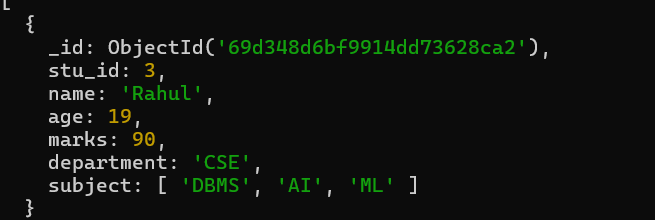 [
{
_id: ObjectId('69d348d6bf9914dd73628ca2'),
stu_id: 3,
name: 'Rahul',
age: 19,
marks: 90,
department: 'CSE',
subject: [ 'DBMS', 'AI', 'ML' ]
}